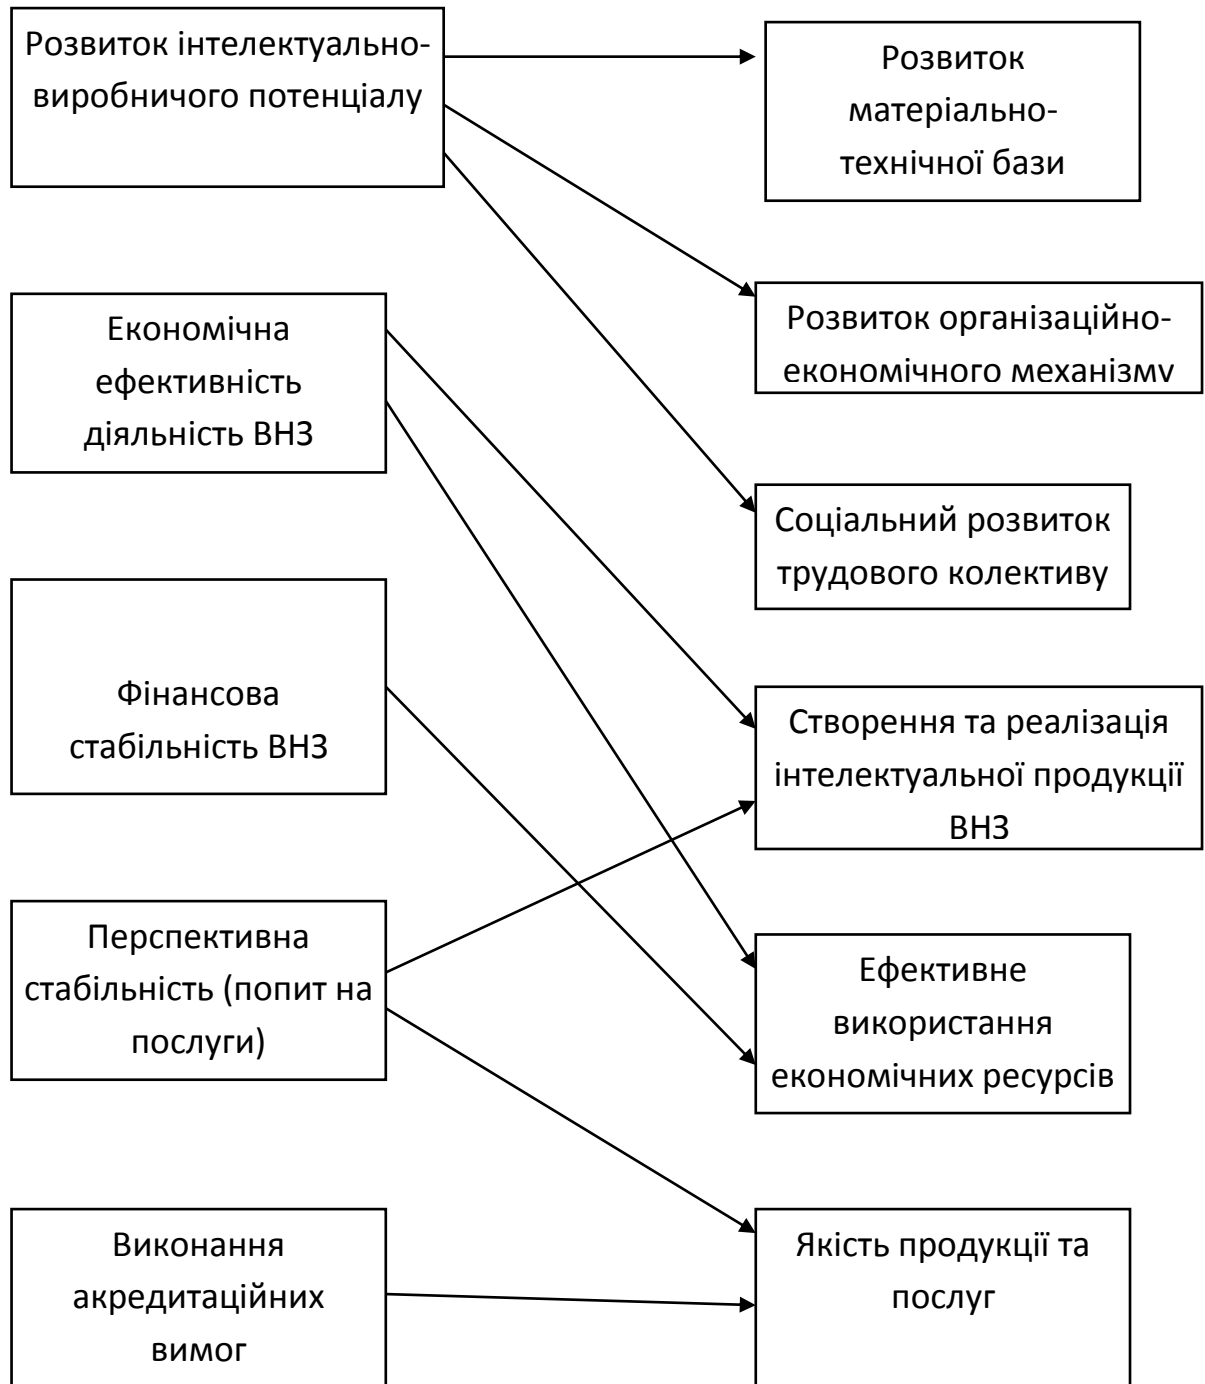 Розвиток інтелектуально-
виробничого потенціалу
Розвиток
матеріально-
технічної бази
Економічна
ефективність
діяльність ВНЗ
Розвиток організаційно-
економічного механізму
Соціальний розвиток
трудового колективу
Фінансова
стабільність ВНЗ
Створення та реалізація
інтелектуальної продукції
ВНЗ
Перспективна
стабільність (попит на
послуги)
Ефективне
використання
економічних ресурсів
Виконання
акредитаційних
вимог
Якість продукції та
послуг